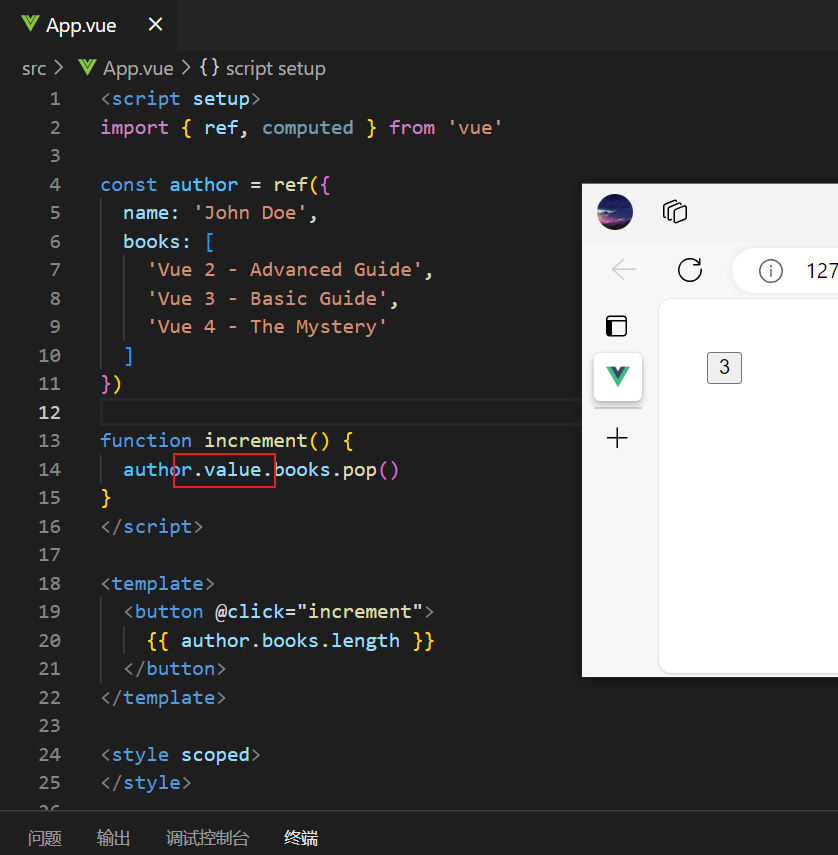 App.vue
src > App.vue > {} script setup
1 <script setup>
2 import { ref, computed } from 'vue'
3
4 const author = ref({
5 name: 'John Doe',
6 books: [
7 'Vue 2 - Advanced Guide',
8 'Vue 3 - Basic Guide',
9 'Vue 4 - The Mystery'
10 ]
11 })
12
13 function increment() {
14 author.value.books.pop()
15 }
16 </script>
17
18 <template>
19 <button @click="increment">
20 {{ author.books.length }}
21 </button>
22 </template>
23
24 <style scoped>
25 </style>
127
3
问题 输出 调试控制台 终端